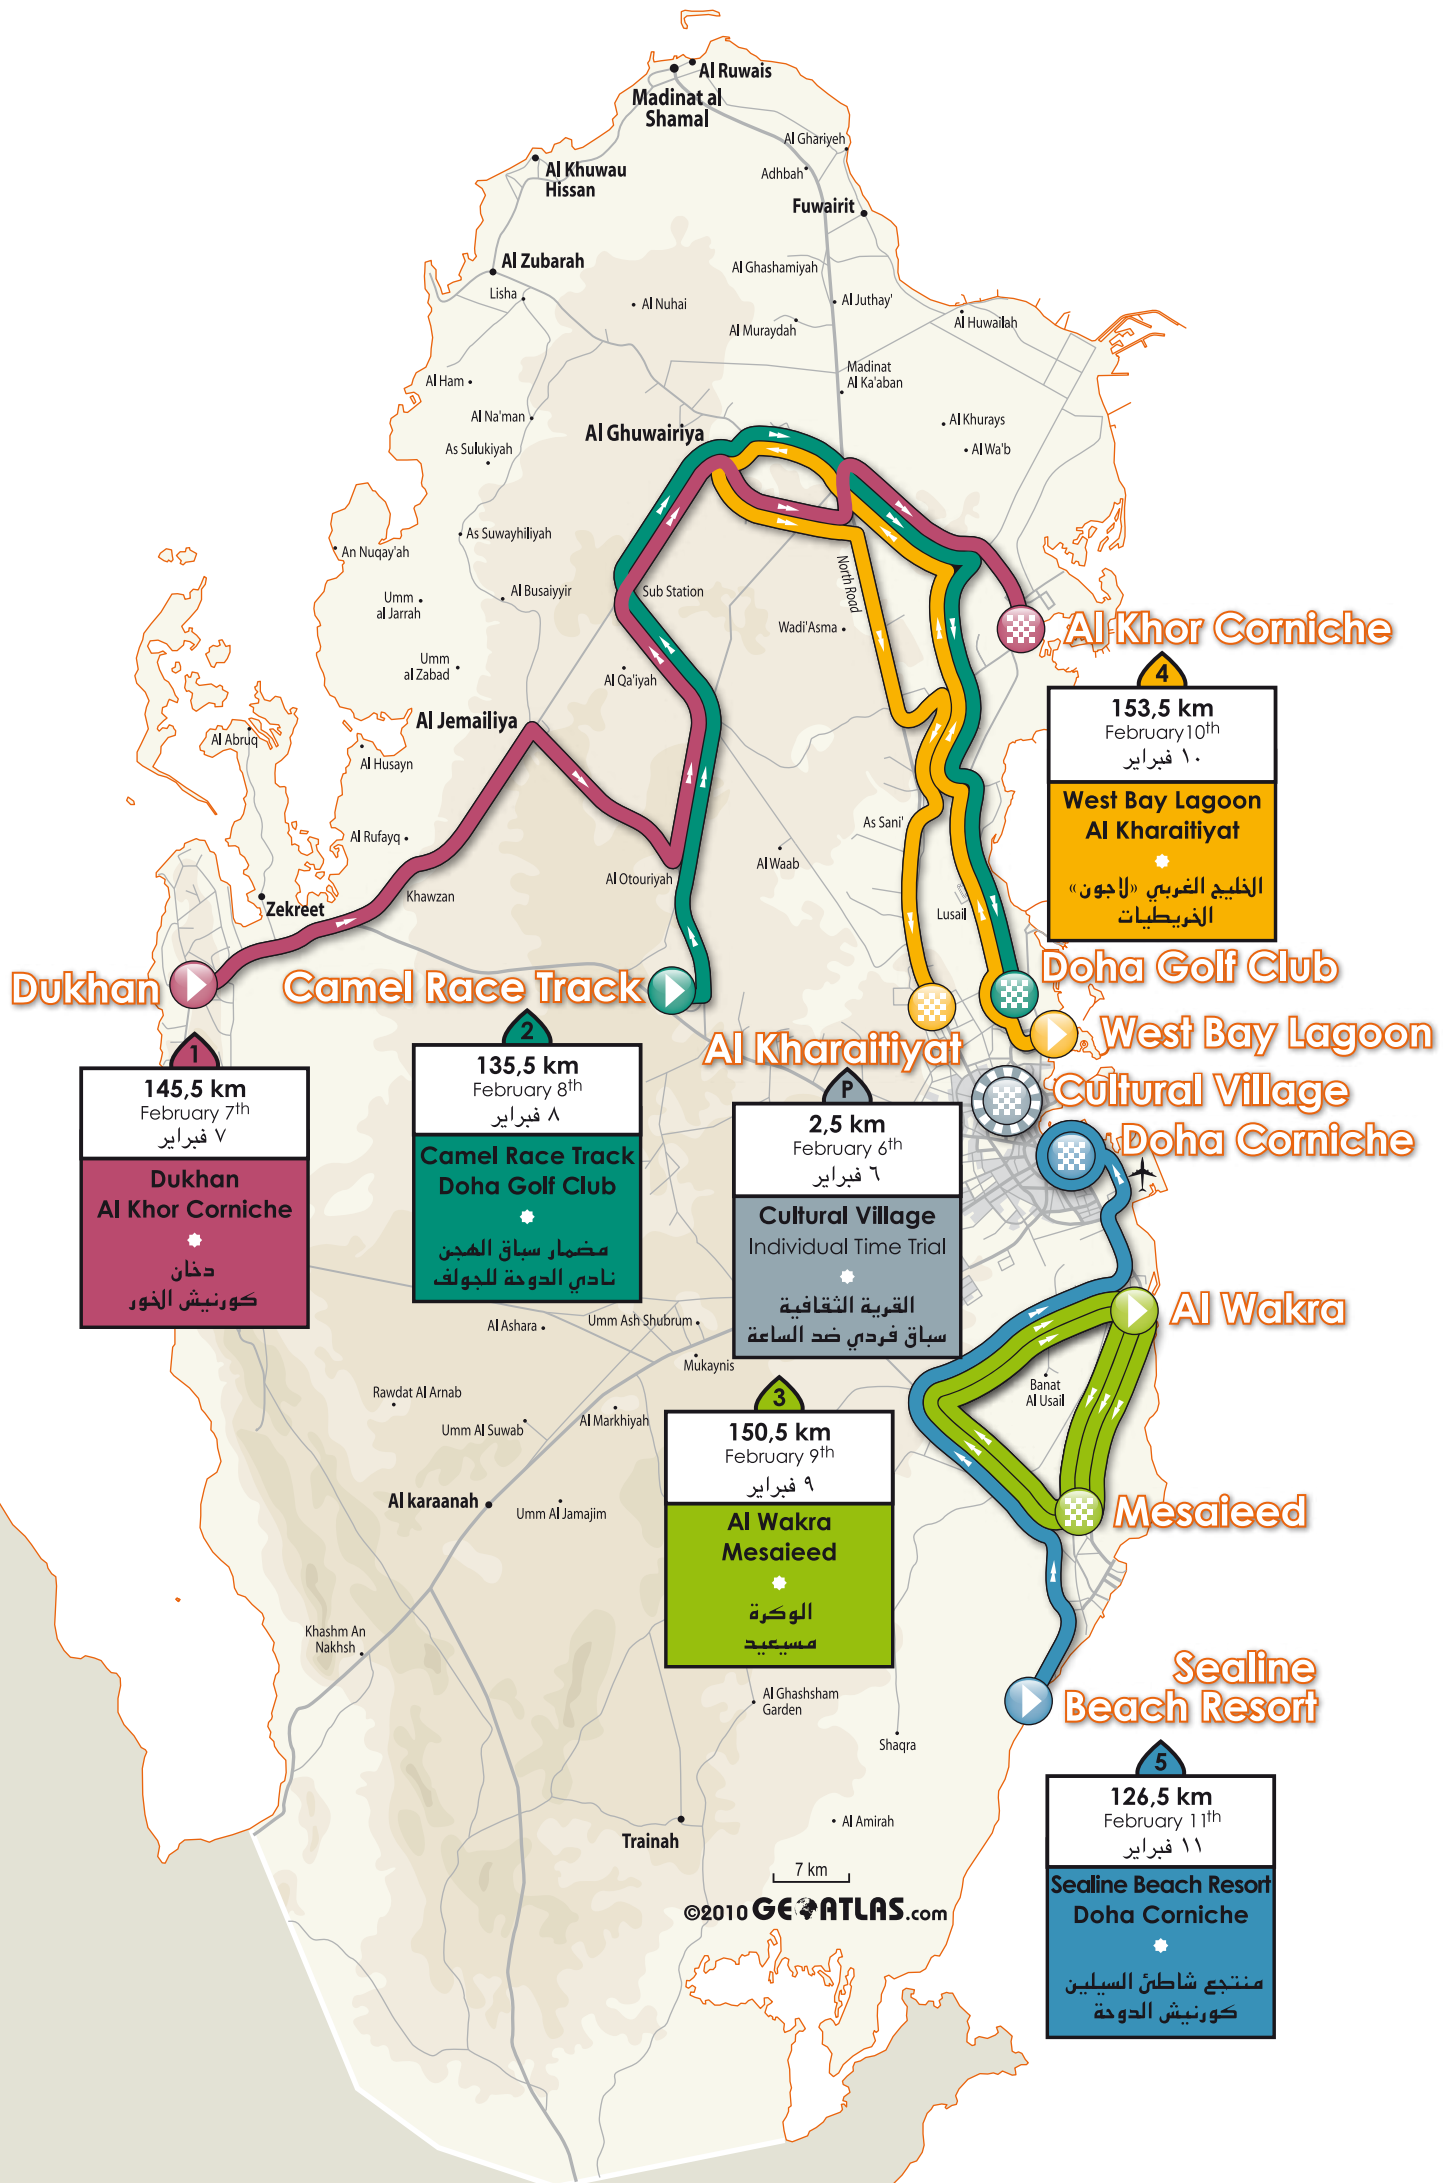 Al Ruwais
Madinat al
Shamal
Al Ghariyeh
Al Khuwau
Hissan
Adhbah
Fuwairit
Al Zubarah
Al Ghashamiyah
Lisha
Al Nuhai
Al Juthay'
Al Muraydah
Al Huwailah
Madinat
Al Ka'aban
Al Ham
Al Na'man
Al Khurays
Al Ghuwairiya
As Sulukiyah
Al Wa'b
As Suwayhiliyah
An Nuqay'ah
North Road
Umm
al Jarrah
Al Busaiyyir
Sub Station
Wadi'Asma
Al Khor Corniche
Umm
al Zabad
Al Qa'iyah
4
153,5 km
February10th
١٠ فبراير
West Bay Lagoon
Al Kharaitiyat
الخليج الغربي «لاجون»
الخريطيات
Al Jemailiya
Al Abruq
Al Husayn
Al Rufayq
As Sani'
Al Waab
Al Otouriyah
Khawzan
Zekreet
Lusail
Dukhan
Camel Race Track
Doha Golf Club
West Bay Lagoon
Al Kharaitiyat
Cultural Village
Doha Corniche
1
145,5 km
February 7th
٧ فبراير
Dukhan
Al Khor Corniche
دخان
كورنيش الخور
2
135,5 km
February 8th
٨ فبراير
Camel Race Track
Doha Golf Club
مضمار سباق الهجن
نادي الدوحة للجولف
P
2,5 km
February 6th
٦ فبراير
Cultural Village
Individual Time Trial
القرية الثقافية
سباق فردي ضد الساعة
Al Wakra
Al Ashara
Umm Ash Shubrum
Mukaynis
Banat
Al Usail
Rawdat Al Arnab
Umm Al Suwab
Al Markhiyah
3
150,5 km
February 9th
٩ فبراير
Al Wakra
Mesaieed
الوكرة
مسيعيد
Al karaanah
Umm Al Jamajim
Mesaieed
Khashm An
Nakhsh
Sealine
Beach Resort
Al Ghashsham
Garden
Shaqra
5
126,5 km
February 11th
١١ فبراير
Sealine Beach Resort
Doha Corniche
منتجع شاطئ السيلين
كورنيش الدوحة
Trainah
Al Amirah
7 km
©2010 GEOATLAS.com